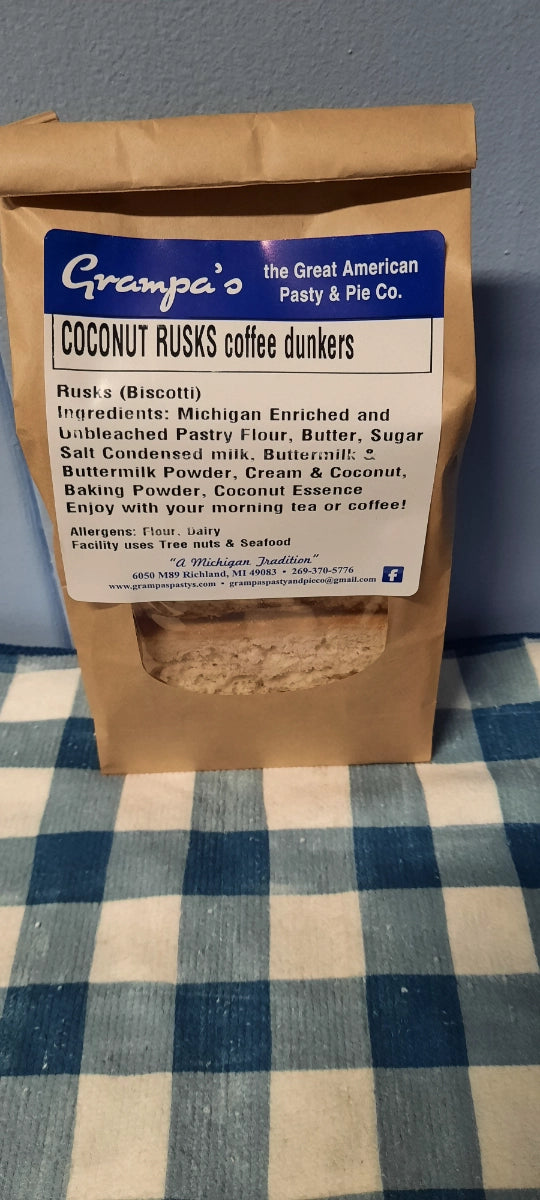 Grampa's
the Great American
Pasty & Pie Co.
COCONUT RUSKS coffee dunkers
Rusks (Biscotti)
Ingredients: Michigan Enriched and
Unbleached Pastry Flour, Butter, Sugar
Salt Condensed milk, Buttermilk &
Buttermilk Powder, Cream & Coconut,
Baking Powder, Coconut Essence
Enjoy with your morning tea or coffee!
Allergens: Flour, Dairy
Facility uses Tree nuts & Seafood
"A Michigan Tradition"
6050 M89 Richland, MI 49083 • 269-370-5776
www.grampaspastys.com • grampaspastyandpieco@gmail.com f